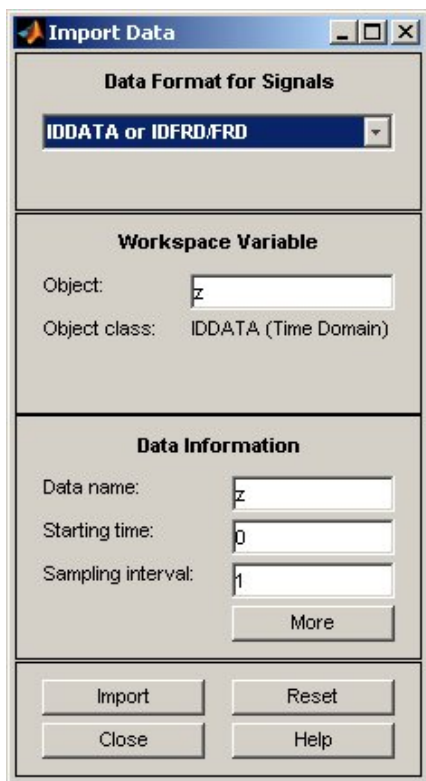 Import Data
Data Format for Signals
IDDATA or IDFRD/FRD
Workspace Variable
Object: z
Object class: IDDATA (Time Domain)
Data Information
Data name: z
Starting time: 0
Sampling interval: 1
More
Import Reset
Close Help